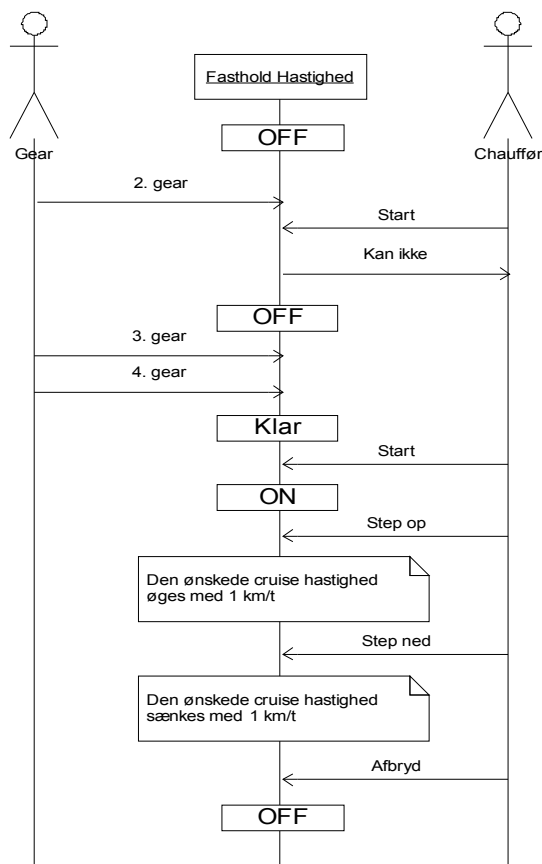 Fasthold Hastighed
Gear
Chauffør
OFF
2. gear
Start
Kan ikke
OFF
3. gear
4. gear
Klar
Start
ON
Step op
Den ønskede cruise hastighed
øges med 1 km/t
Step ned
Den ønskede cruise hastighed
sænkes med 1 km/t
Afbryd
OFF